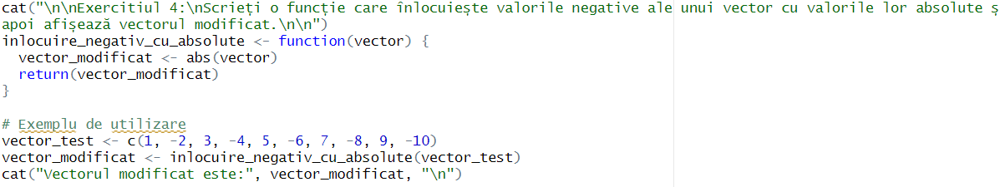 cat("\n\nExercitiul 4:\nScrieți o funcție care înlocuiește valorile negative ale unui vector cu valorile lor absolute ș
apoi afișează vectorul modificat.\n\n")
inlocuire_negativ_cu_absolute <- function(vector) {
  vector_modificat <- abs(vector)
  return(vector_modificat)
}

# Exemplu de utilizare
vector_test <- c(1, -2, 3, -4, 5, -6, 7, -8, 9, -10)
vector_modificat <- inlocuire_negativ_cu_absolute(vector_test)
cat("Vectorul modificat este:", vector_modificat, "\n")